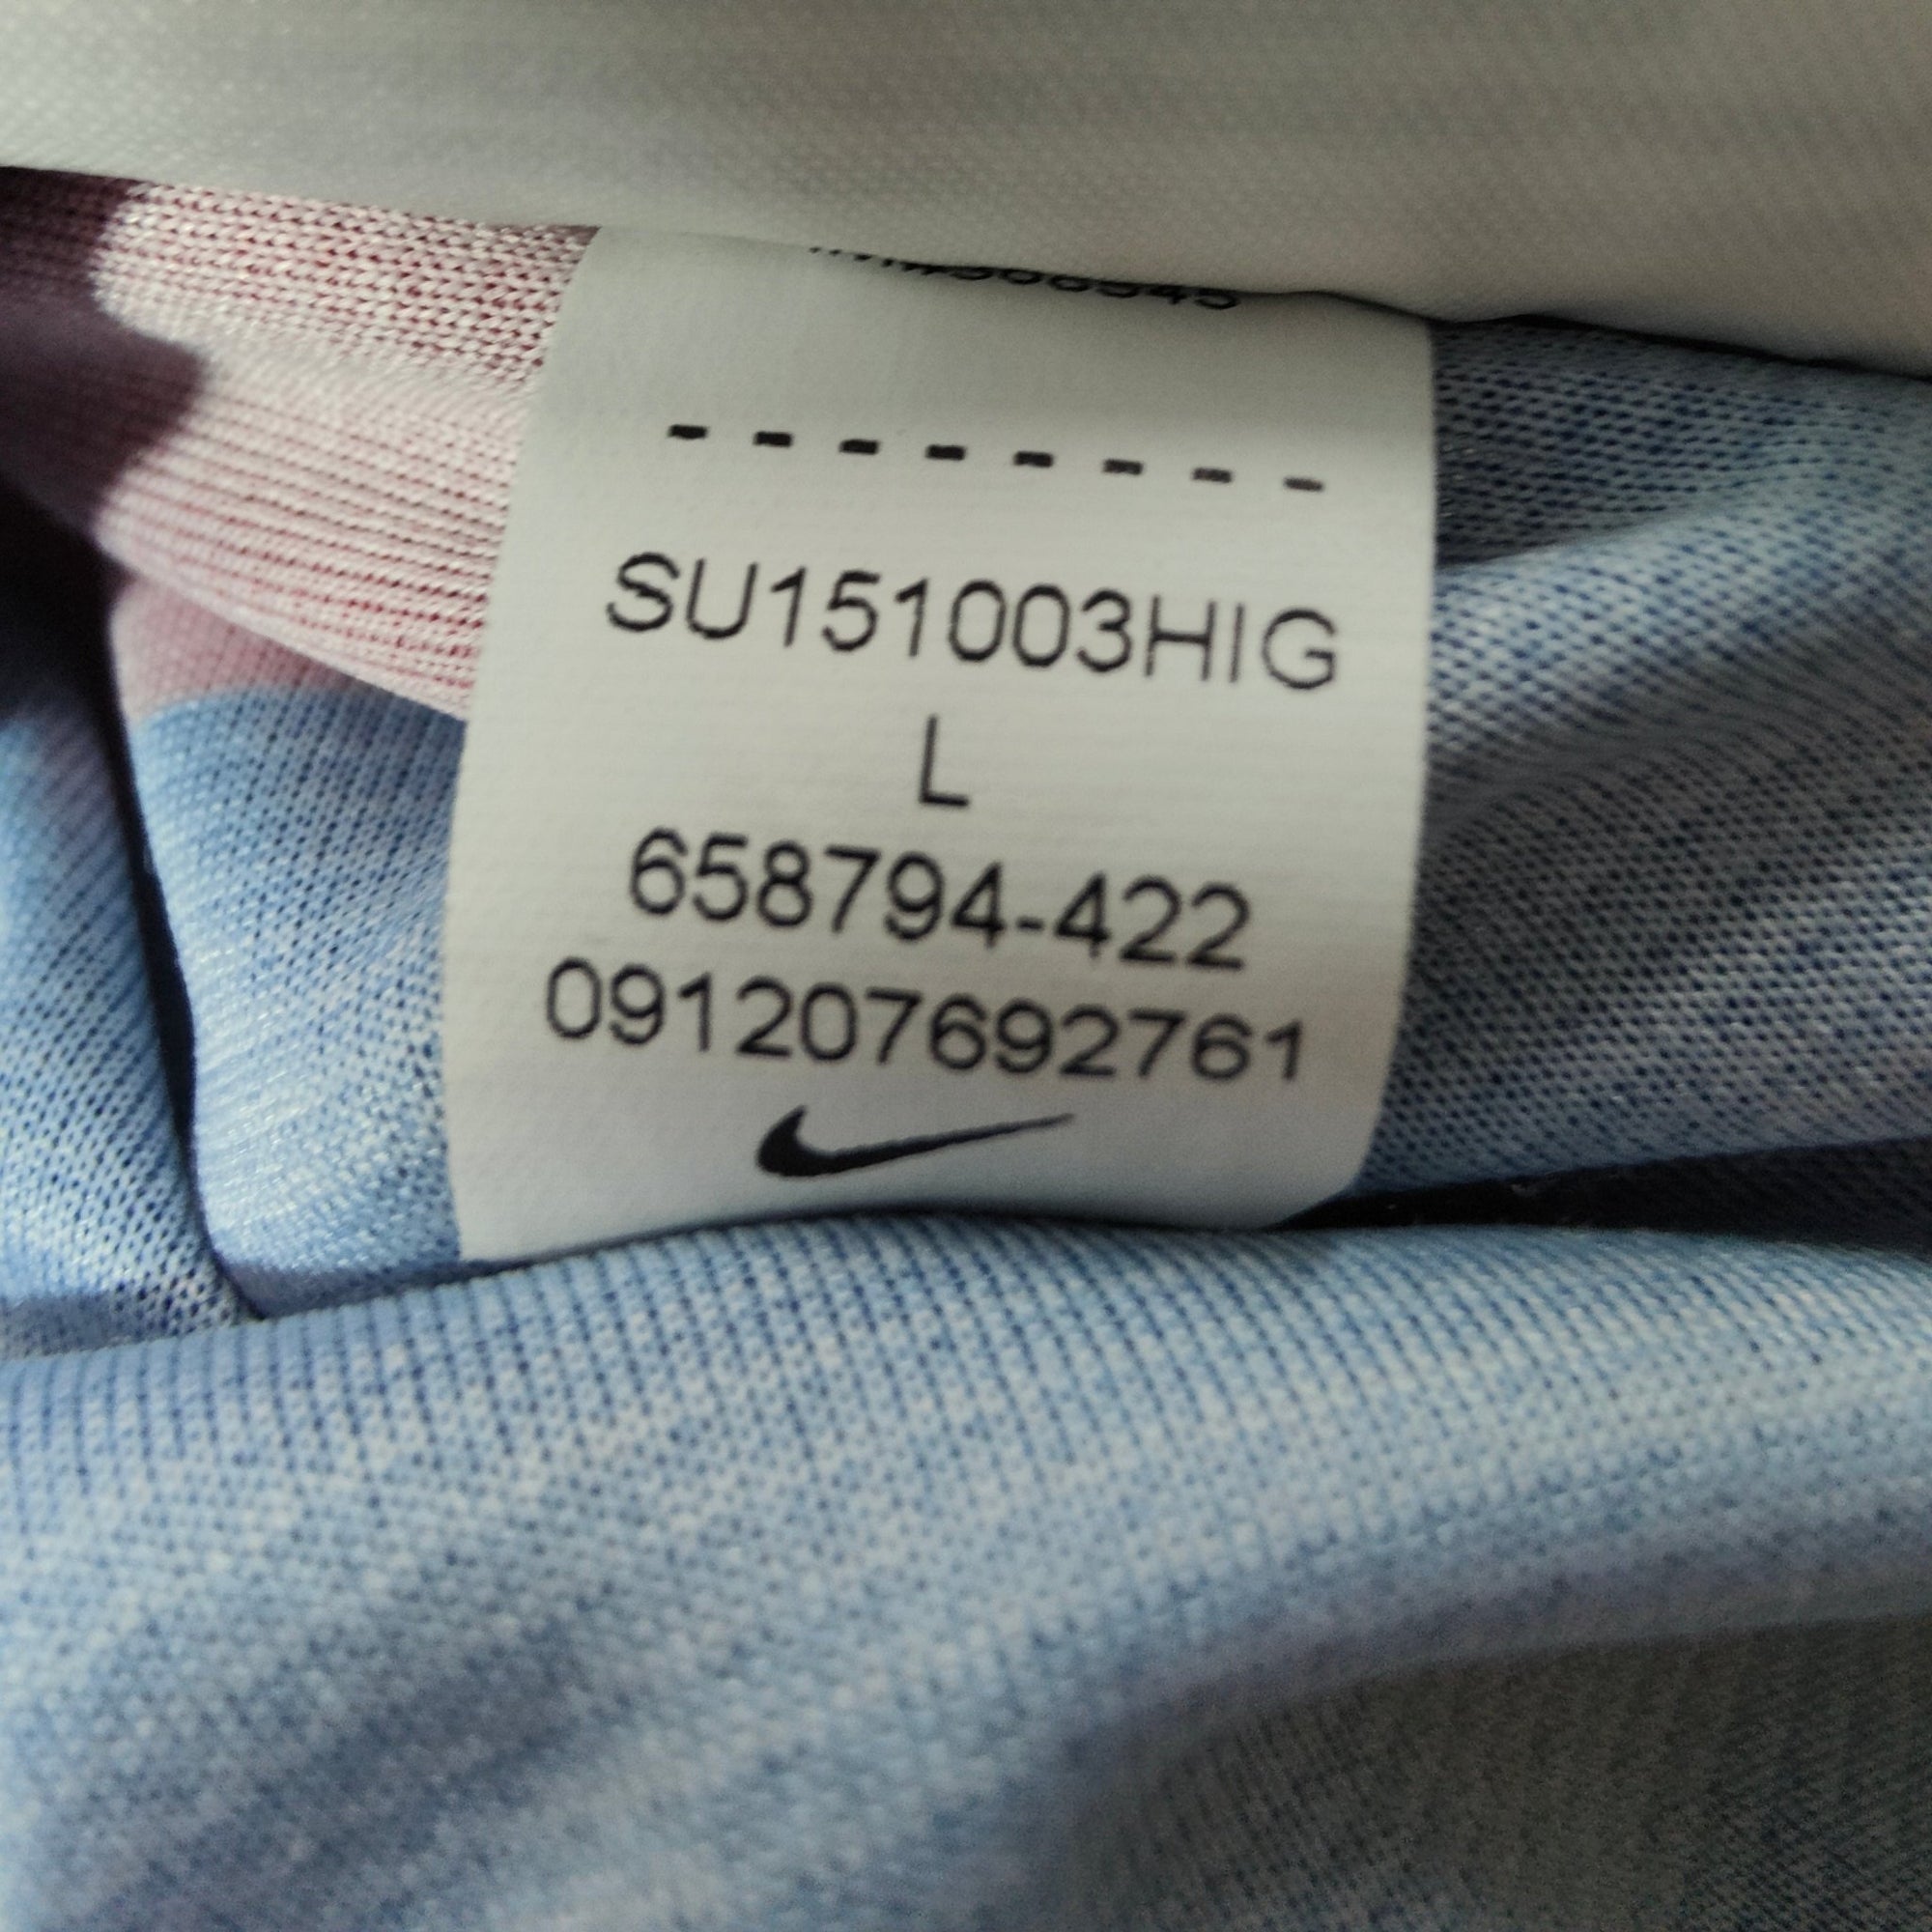 - - - - - - - -
SU151003HIG
L
658794-422
091207692761